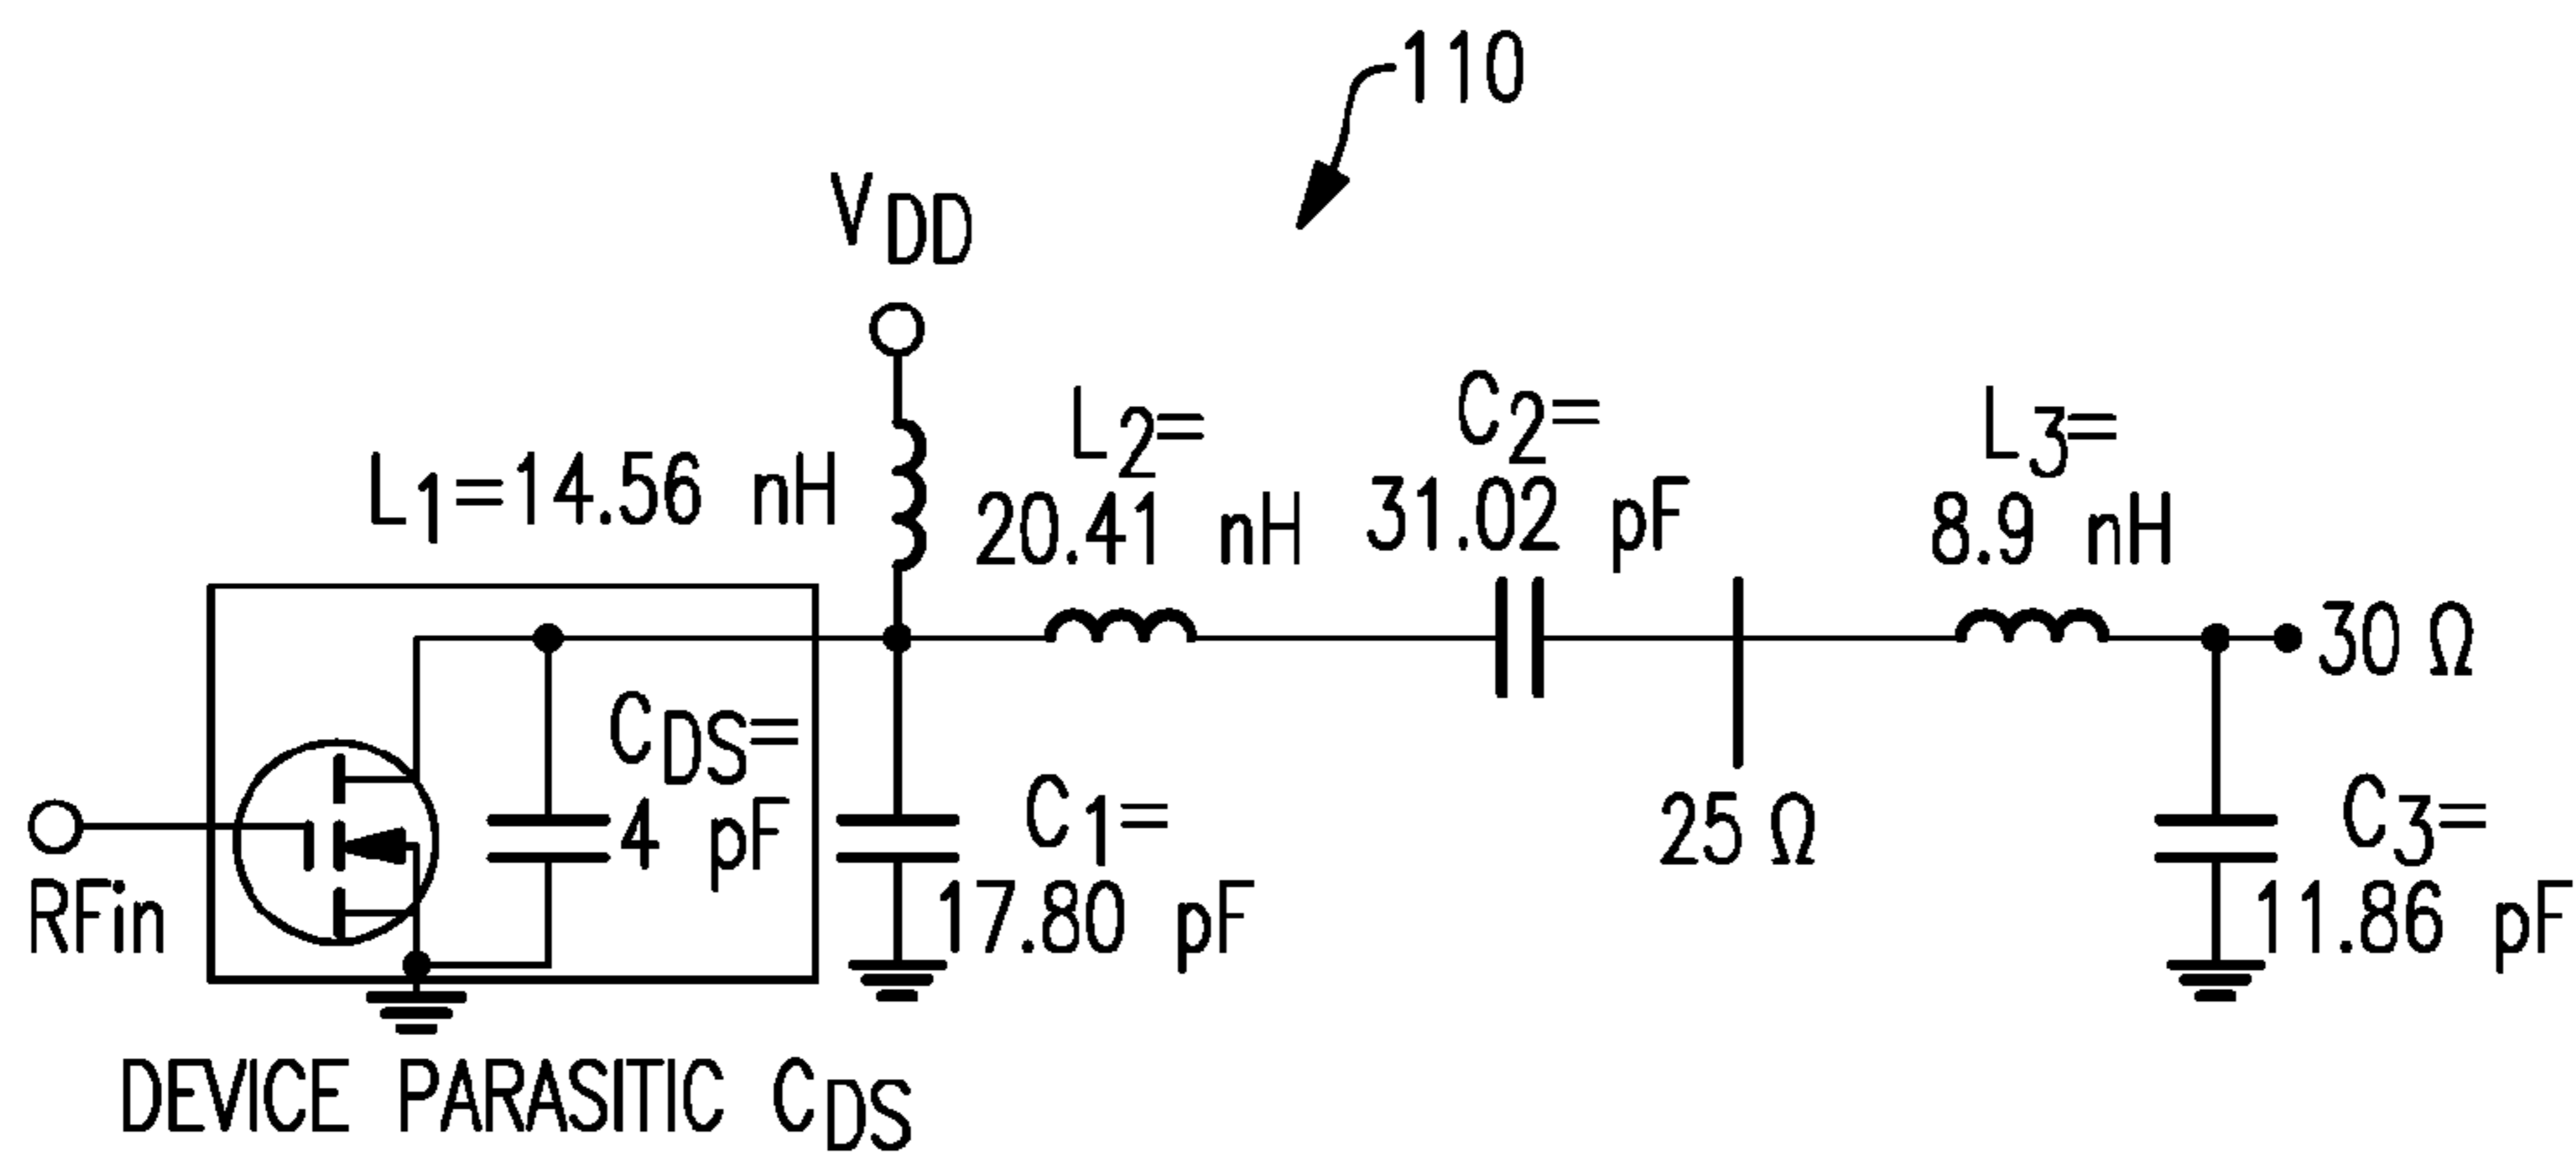 110
VDD
L1=14.56 nH
L2=
20.41 nH
C2=
31.02 pF
L3=
8.9 nH
30 Ω
25 Ω
CDS=
4 pF
C1=
17.80 pF
C3=
11.86 pF
RFin
DEVICE PARASITIC CDS